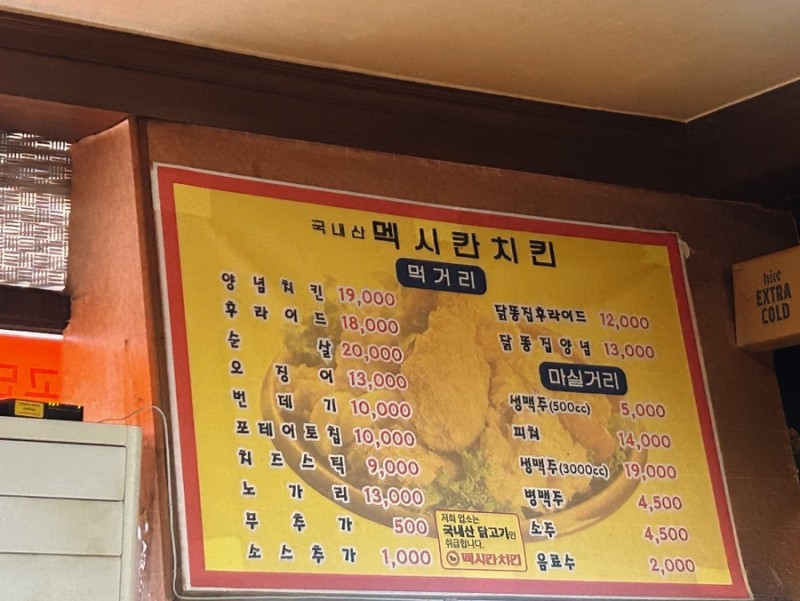 국내산 멕시칸치킨
먹거리
양념치킨 19,000
후라이드 18,000
순살 20,000
오징어 13,000
번데기 10,000
포테이토칩 10,000
치드스틱 9,000
노가리 13,000
무추가 500
소스추가 1,000
닭똥집후라이드 12,000
닭똥집양념 13,000
마실거리
생맥주(500cc) 5,000
피쳐 14,000
생맥주(3000cc) 19,000
병맥주 4,500
소주 4,500
음료수 2,000
저희 업소는
국내산 닭고기만
취급합니다.
멕시칸치킨
hite
EXTRA
COLD